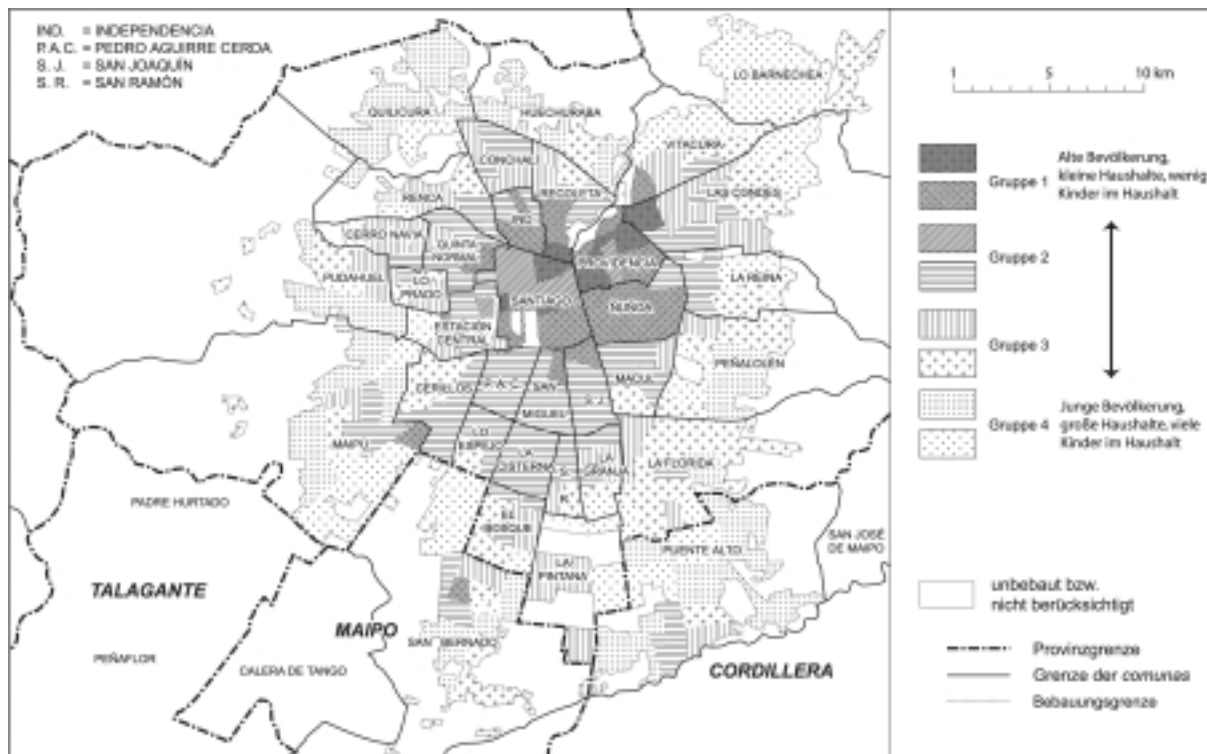 IND. = INDEPENDENCIA
P.A.C. = PEDRO AGUIRRE CERDA
S. J. = SAN JOAQUÍN
S. R. = SAN RAMÓN
LO BARNECHEA
QUILICURA
HUECHURABA
VITACURA
CONCHALÍ
RECOLETA
LAS CONDES
RENCA
IND.
CERRO NAVIA
QUINTA
NORMAL
PROVIDENCIA
PUDAHUEL
LO
PRADO
LA REINA
SANTIAGO
ÑUÑOA
ESTACIÓN
CENTRAL
PEÑALOLÉN
CERILLOS
P. A. C.
SAN
MIGUEL
S. J.
MACUL
MAIPÚ
LO
ESPEJO
LA
CISTERNA
S.
R.
LA
GRANJA
LA FLORIDA
PADRE HURTADO
EL
BOSQUE
PUENTE ALTO
SAN JOSÉ
DE MAIPO
LA
PINTANA
TALAGANTE
MAIPO
SAN BERNADO
PEÑAFLOR
CALERA DE TANGO
CORDILLERA
1 5 10 km
Gruppe 1
Alte Bevölkerung,
kleine Haushalte, wenig
Kinder im Haushalt
Gruppe 2
Gruppe 3
Gruppe 4
Junge Bevölkerung,
große Haushalte, viele
Kinder im Haushalt
unbebaut bzw.
nicht berücksichtigt
Provinzgrenze
Grenze der comunas
Bebauungsgrenze